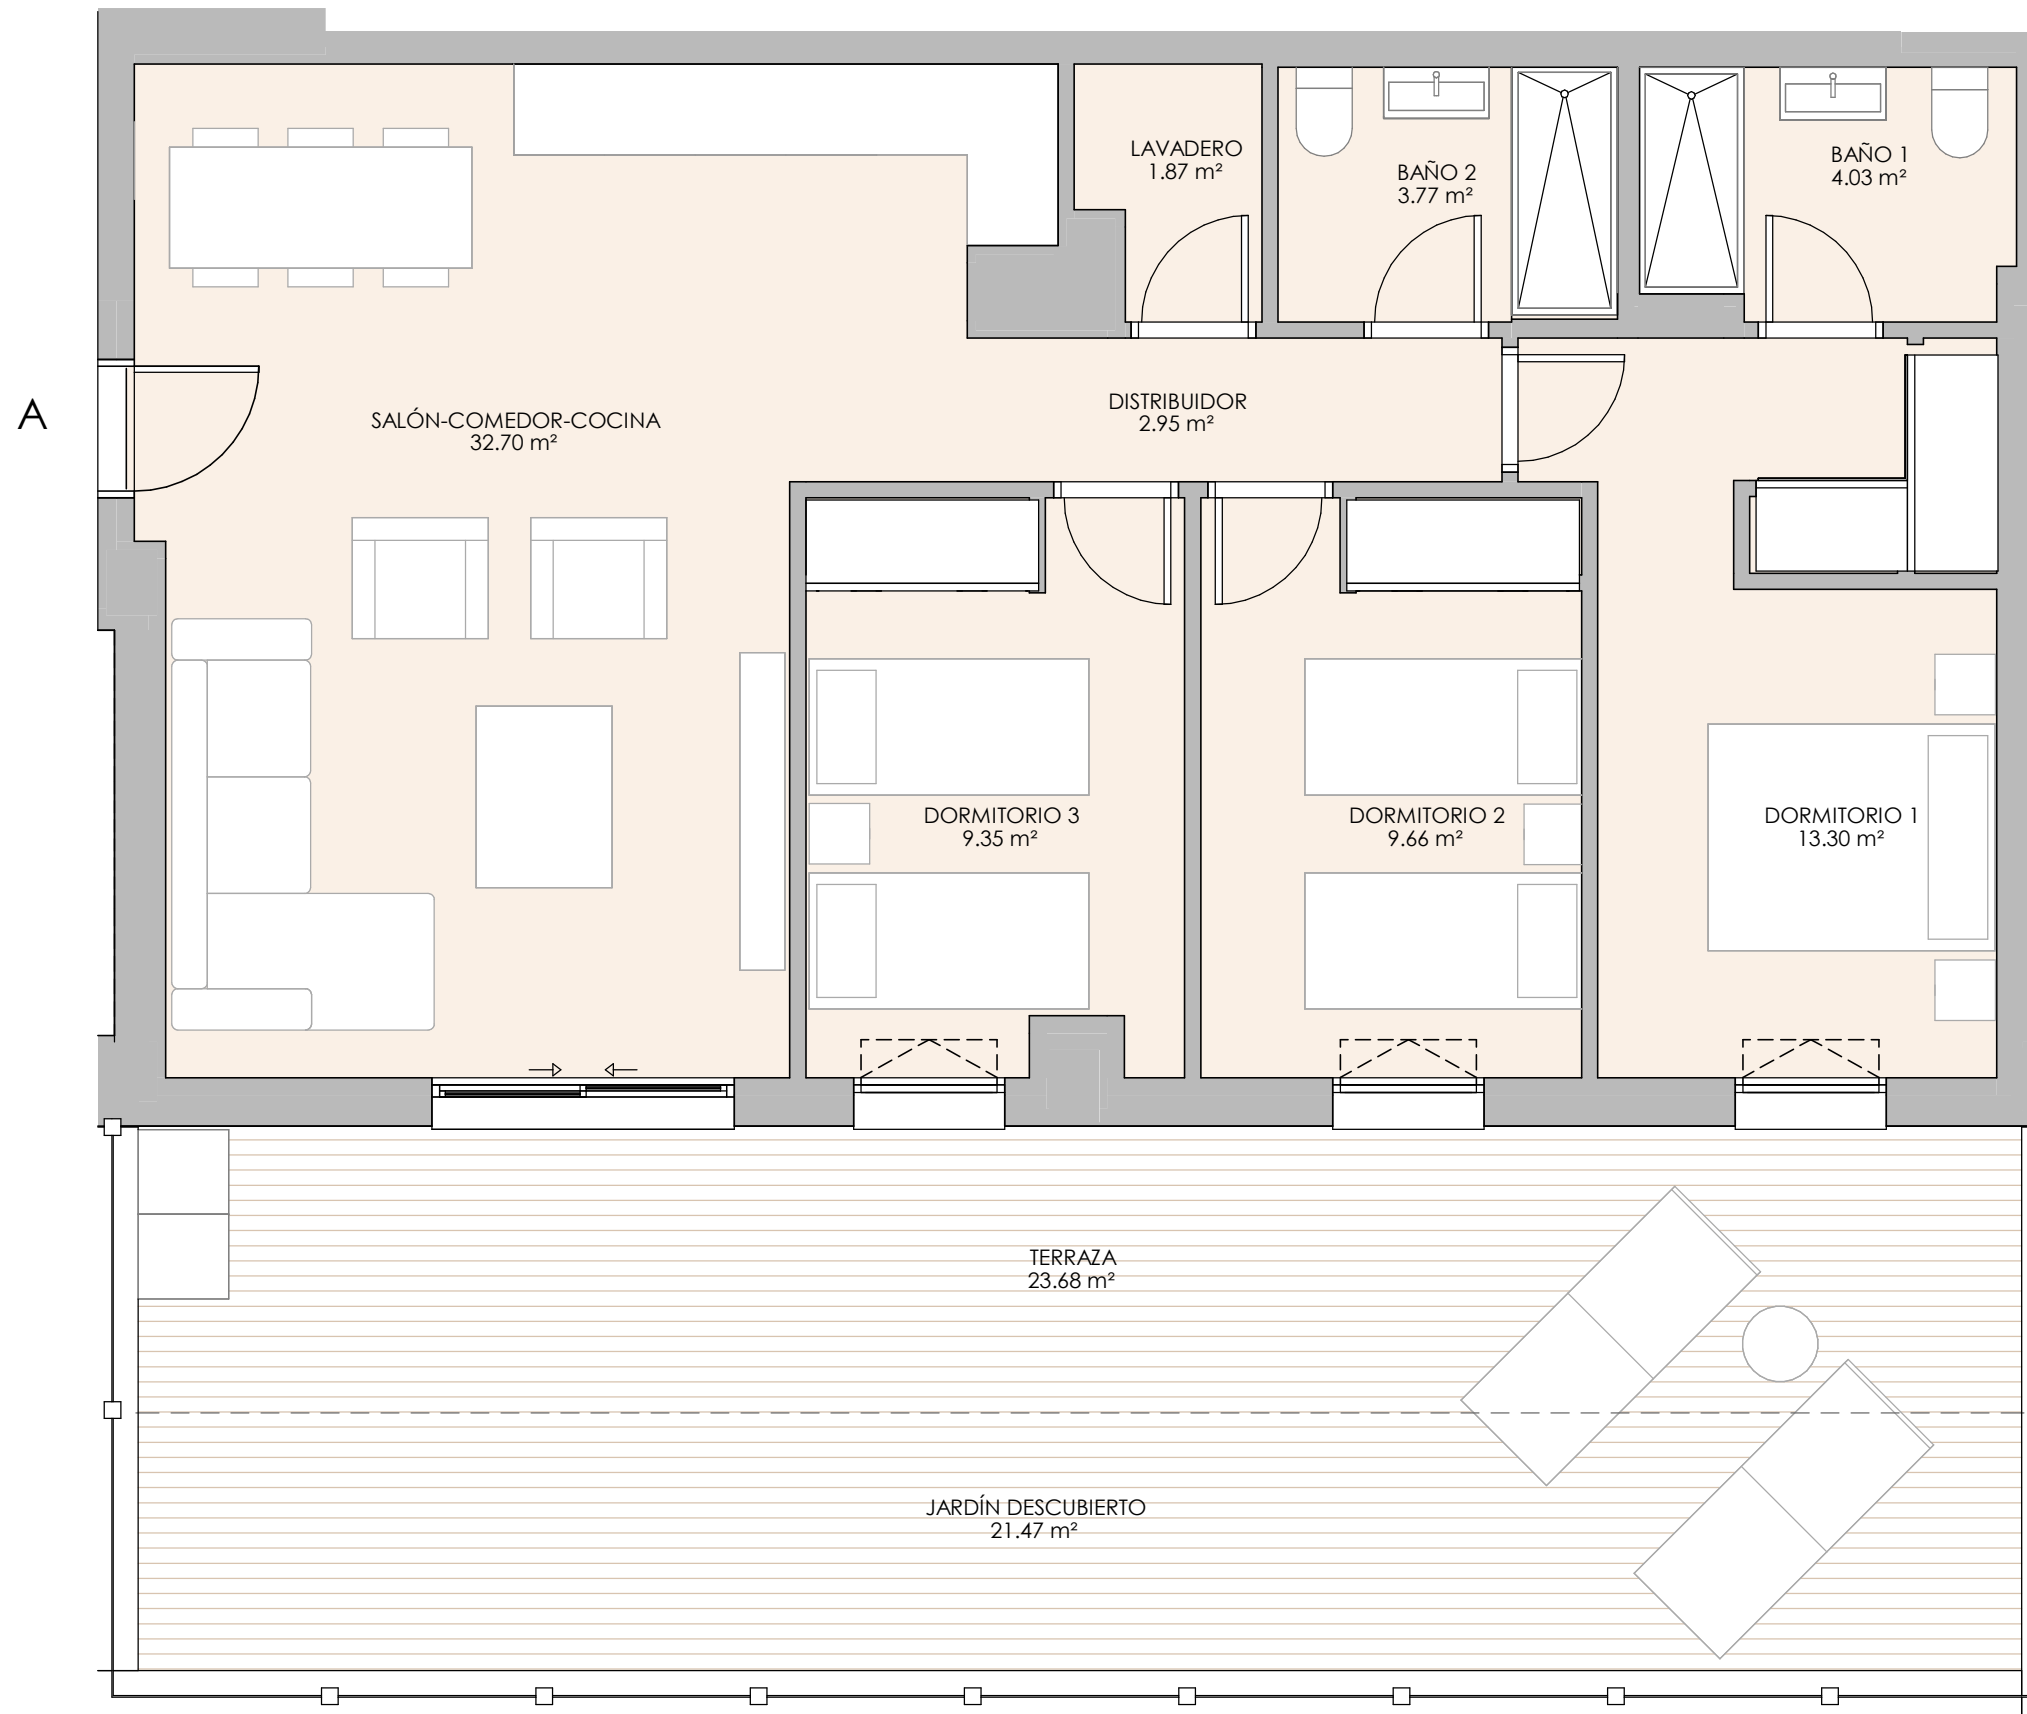 LAVADERO
1.87 m²
BAÑO 2
3.77 m²
BAÑO 1
4.03 m²
A
SALÓN-COMEDOR-COCINA
32.70 m²
DISTRIBUIDOR
2.95 m²
DORMITORIO 3
9.35 m²
DORMITORIO 2
9.66 m²
DORMITORIO 1
13.30 m²
TERRAZA
23.68 m²
JARDÍN DESCUBIERTO
21.47 m²